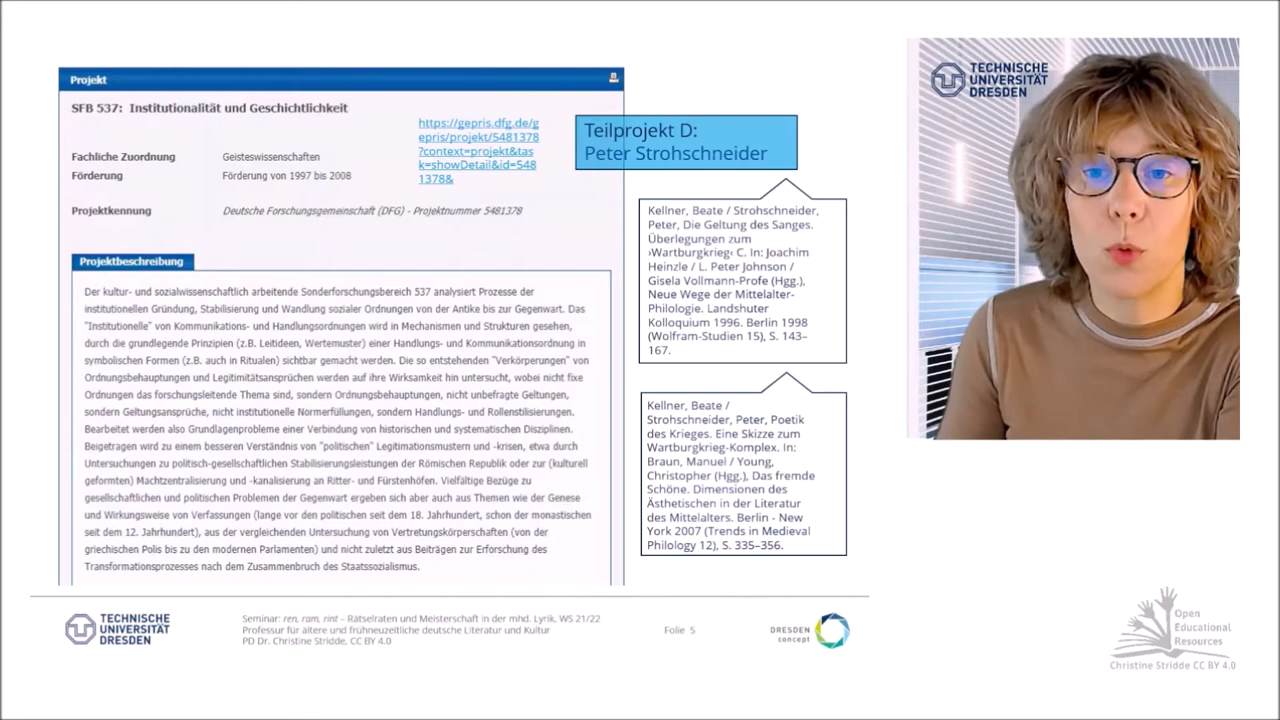 Projekt
SFB 537: Institutionalität und Geschichtlichkeit
https://gepris.dfg.de/g
epris/projekt/5481378
?context=projekt&tas
k=showDetail&id=548
1378&
Fachliche Zuordnung Geisteswissenschaften
Förderung Förderung von 1997 bis 2008
Projektkennung Deutsche Forschungsgemeinschaft (DFG) - Projektnummer 5481378
Projektbeschreibung
Der kultur- und sozialwissenschaftlich arbeitende Sonderforschungsbereich 537 analysiert Prozesse der
institutionellen Gründung, Stabilisierung und Wandlung sozialer Ordnungen von der Antike bis zur Gegenwart. Das
"Institutionelle" von Kommunikations- und Handlungsordnungen wird in Mechanismen und Strukturen gesehen,
durch die grundlegende Prinzipien (z.B. Leitideen, Wertemuster) einer Handlungs- und Kommunikationsordnung in
symbolischen Formen (z.B. auch in Ritualen) sichtbar gemacht werden. Die so entstehenden "Verkörperungen" von
Ordnungsbehauptungen und Legitimitätsansprüchen werden auf ihre Wirksamkeit hin untersucht, wobei nicht fixe
Ordnungen das forschungsleitende Thema sind, sondern Ordnungsbehauptungen, nicht unbefragte Geltungen,
sondern Geltungsansprüche, nicht institutionelle Normerfüllungen, sondern Handlungs- und Rollenstilisierungen.
Bearbeitet werden also Grundlagenprobleme einer Verbindung von historischen und systematischen Disziplinen.
Beigetragen wird zu einem besseren Verständnis von "politischen" Legitimationsmustern und -krisen, etwa durch
Untersuchungen zu politisch-gesellschaftlichen Stabilisierungsleistungen der Römischen Republik oder zur (kulturell
geformten) Machtzentralisierung und -kanalisierung an Ritter- und Fürstenhöfen. Vielfältige Bezüge zu
gesellschaftlichen und politischen Problemen der Gegenwart ergeben sich aber auch aus Themen wie der Genese
und Wirkungsweise von Verfassungen (lange vor den politischen seit dem 18. Jahrhundert, schon der monastischen
seit dem 12. Jahrhundert), aus der vergleichenden Untersuchung von Vertretungskörperschaften (von der
griechischen Polis bis zu den modernen Parlamenten) und nicht zuletzt aus Beiträgen zur Erforschung des
Transformationsprozesses nach dem Zusammenbruch des Staatssozialismus.
Teilprojekt D:
Peter Strohschneider
Kellner, Beate / Strohschneider,
Peter, Die Geltung des Sanges.
Überlegungen zum
›Wartburgkrieg‹ C. In: Joachim
Heinzle / L. Peter Johnson /
Gisela Vollmann-Profe (Hgg.),
Neue Wege der Mittelalter-
Philologie. Landshuter
Kolloquium 1996. Berlin 1998
(Wolfram-Studien 15), S. 143–
167.
Kellner, Beate /
Strohschneider, Peter, Poetik
des Krieges. Eine Skizze zum
Wartburgkrieg-Komplex. In:
Braun, Manuel / Young,
Christopher (Hgg.), Das fremde
Schöne. Dimensionen des
Ästhetischen in der Literatur
des Mittelalters. Berlin - New
York 2007 (Trends in Medieval
Philology 12), S. 335–356.
TECHNISCHE
UNIVERSITÄT
DRESDEN
TECHNISCHE
UNIVERSITÄT
DRESDEN
Seminar: ren, ram, rint – Rätselraten und Meisterschaft in der mhd. Lyrik, WS 21/22
Professur für ältere und frühneuzeitliche deutsche Literatur und Kultur
PD Dr. Christine Stridde, CC BY 4.0
Folie 5
DRESDEN
concept
Open
Educational
Resources
Christine Stridde CC BY 4.0